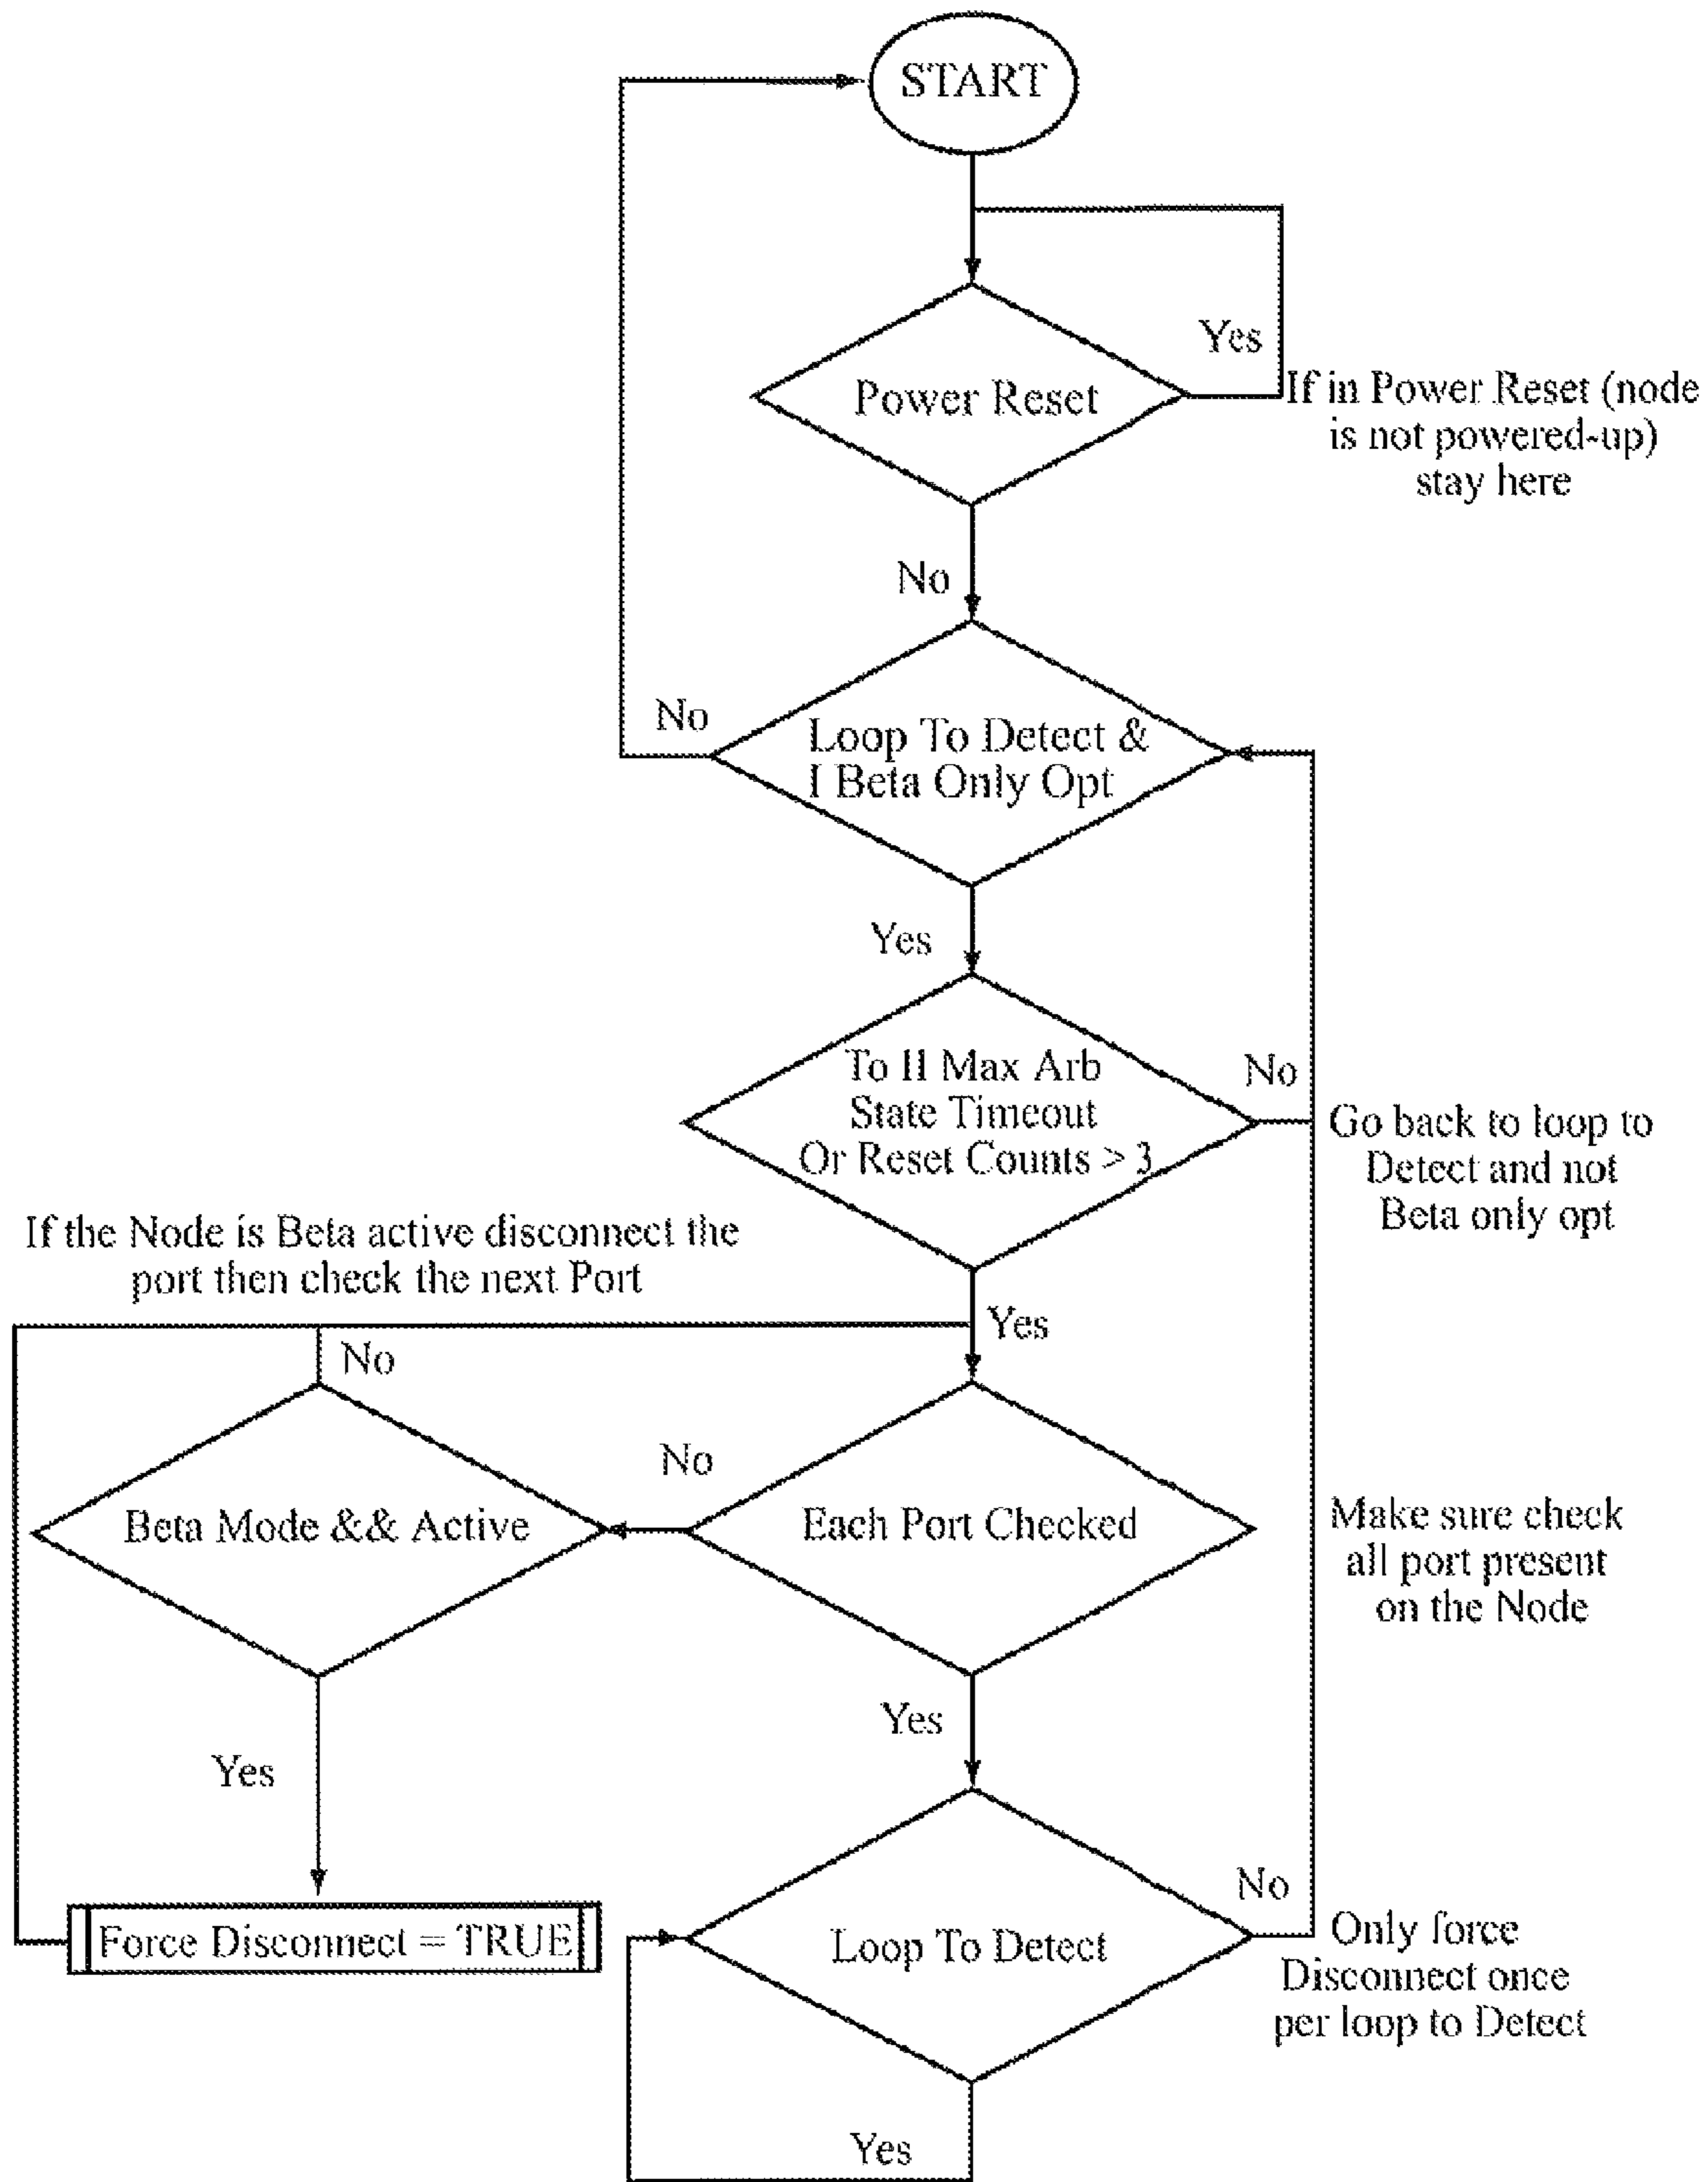 START
Yes
Power Reset
If in Power Reset (node
is not powered-up)
stay here
No
No
Loop To Detect &
I Beta Only Opt
Yes
To II Max Arb
State Timeout
Or Reset Counts > 3
No
Go back to loop to
Detect and not
Beta only opt
If the Node is Beta active disconnect the
port then check the next Port
Yes
No
No
Beta Mode && Active
Each Port Checked
Make sure check
all port present
on the Node
Yes
Yes
No
Force Disconnect = TRUE
Loop To Detect
Only force
Disconnect once
per loop to Detect
Yes